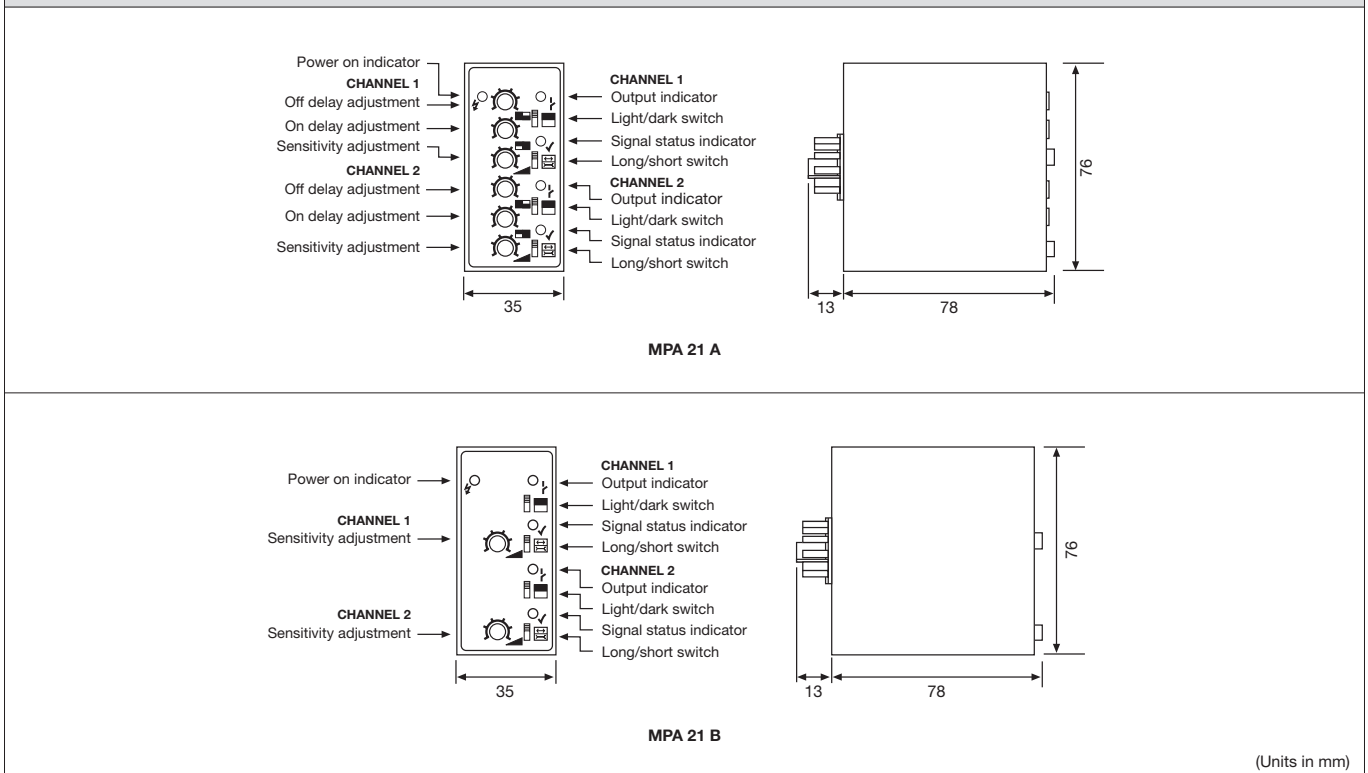 Power on indicator
CHANNEL 1
Off delay adjustment
On delay adjustment
Sensitivity adjustment
CHANNEL 2
Off delay adjustment
On delay adjustment
Sensitivity adjustment
CHANNEL 1
Output indicator
Light/dark switch
Signal status indicator
Long/short switch
CHANNEL 2
Output indicator
Light/dark switch
Signal status indicator
Long/short switch
35
13
78
76
MPA 21 A
Power on indicator
CHANNEL 1
Sensitivity adjustment
CHANNEL 2
Sensitivity adjustment
CHANNEL 1
Output indicator
Light/dark switch
Signal status indicator
Long/short switch
CHANNEL 2
Output indicator
Light/dark switch
Signal status indicator
Long/short switch
35
13
78
76
MPA 21 B
(Units in mm)